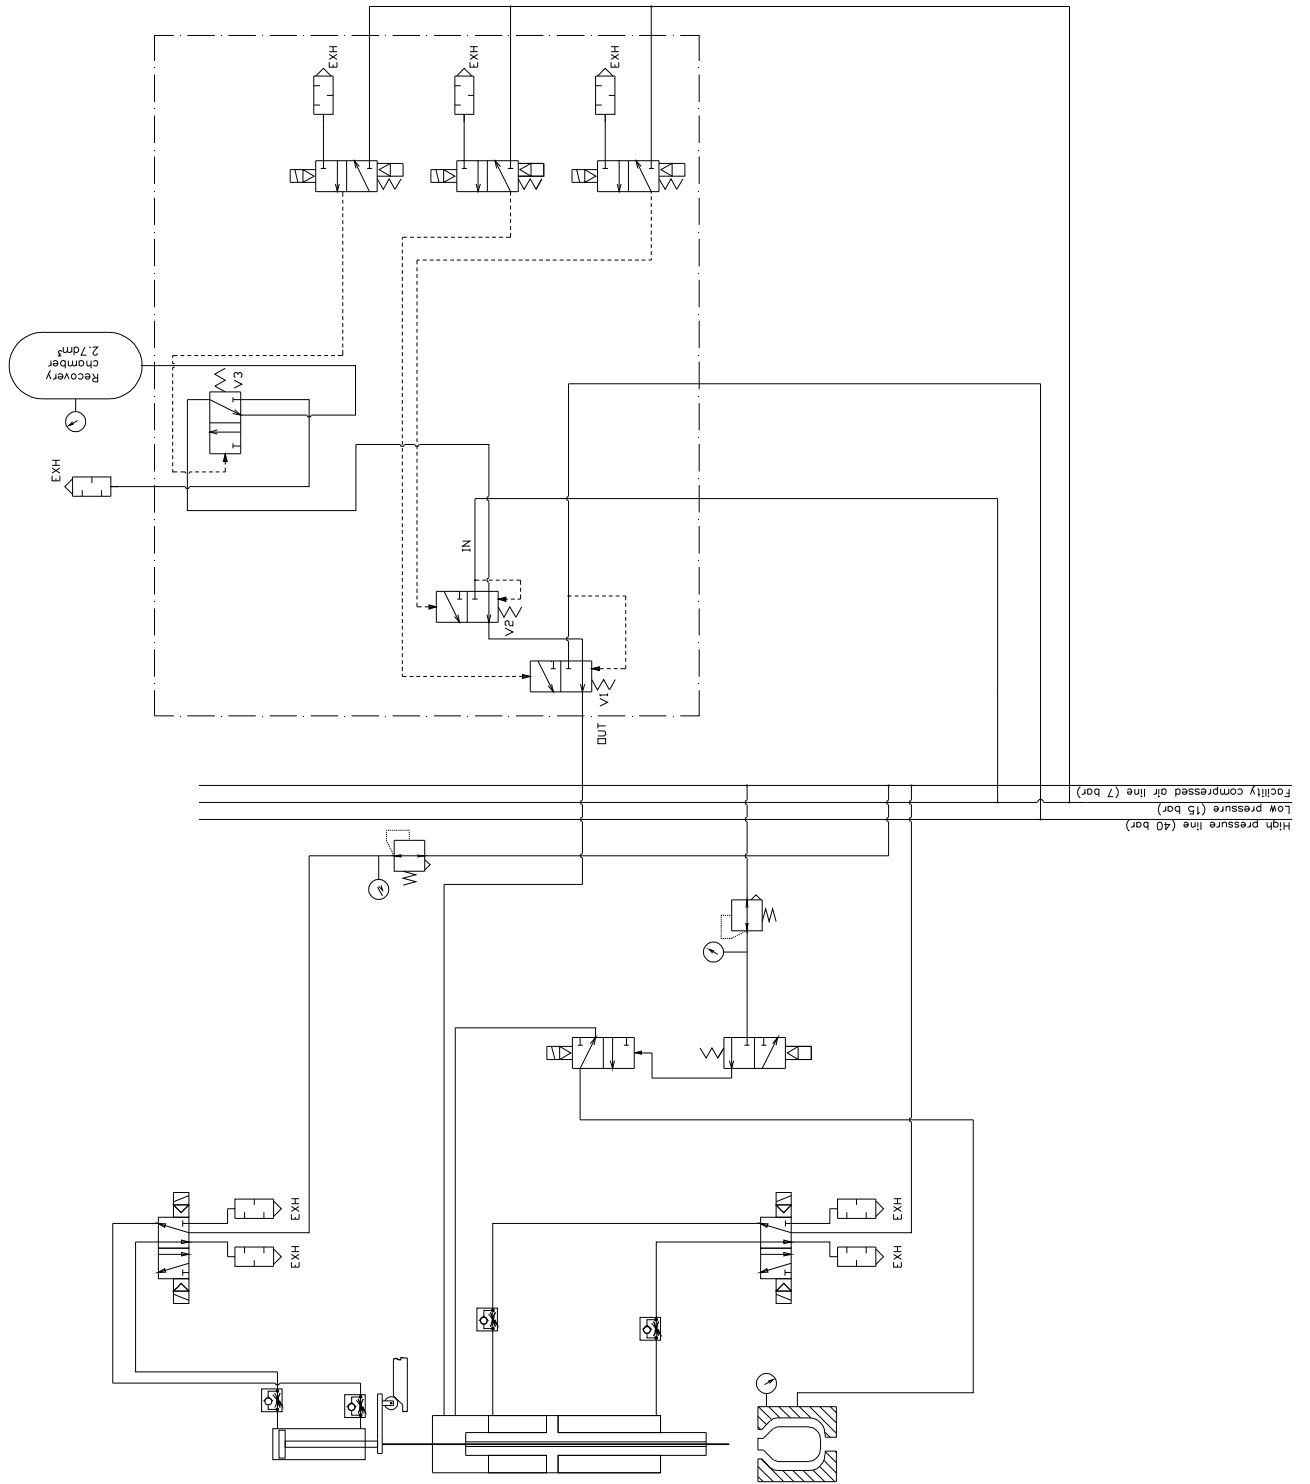 EXH
EXH
EXH
Recovery
chamber
2.7dm³
V3
EXH
IN
V2
V1
OUT
Facility compressed air line (7 bar)
Low pressure (15 bar)
High pressure line (40 bar)
EXH
EXH
EXH
EXH